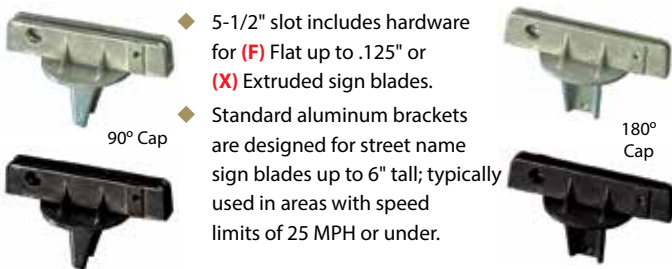 5-1/2" slot includes hardware
for (F) Flat up to .125" or
(X) Extruded sign blades.
Standard aluminum brackets
are designed for street name
sign blades up to 6" tall; typically
used in areas with speed
limits of 25 MPH or under.
90º Cap
180º
Cap